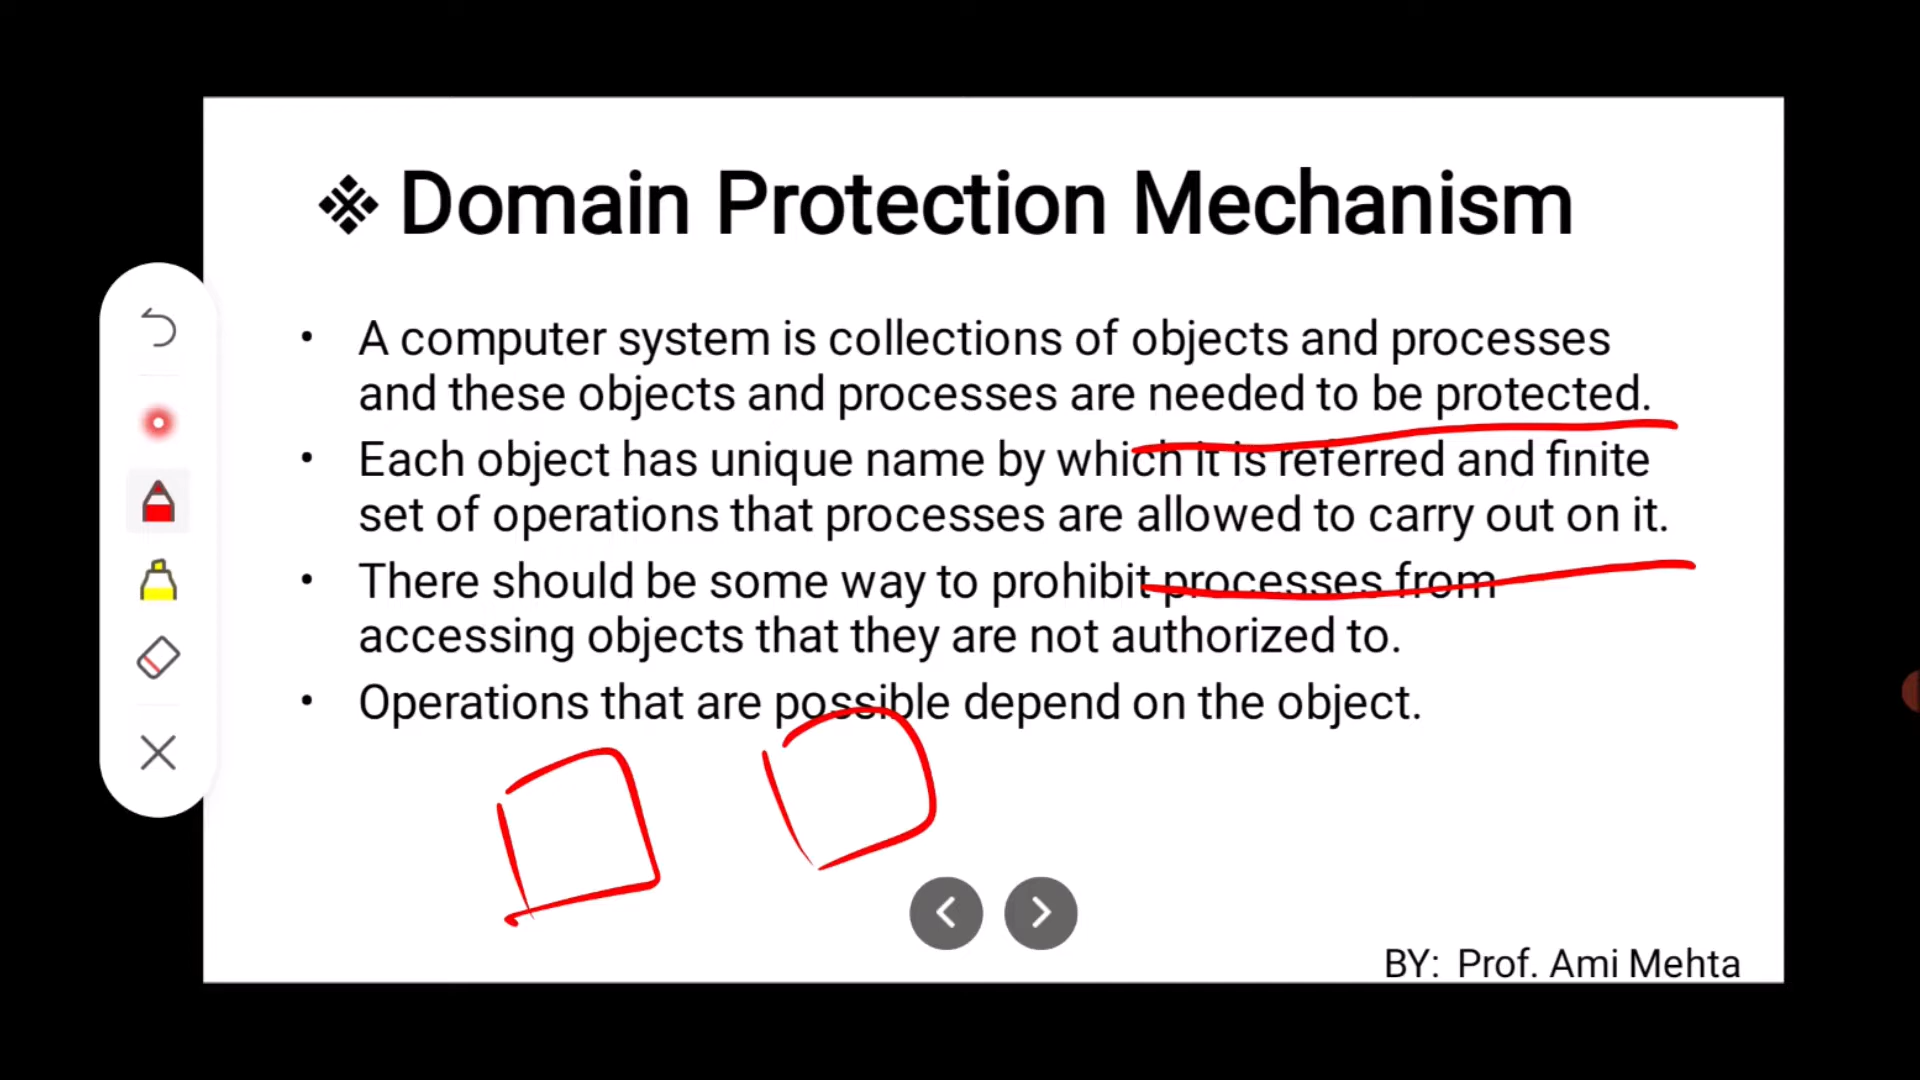 ❖ Domain Protection Mechanism
• A computer system is collections of objects and processes
and these objects and processes are needed to be protected.
• Each object has unique name by which it is referred and finite
set of operations that processes are allowed to carry out on it.
• There should be some way to prohibit processes from
accessing objects that they are not authorized to.
• Operations that are possible depend on the object.
BY: Prof. Ami Mehta